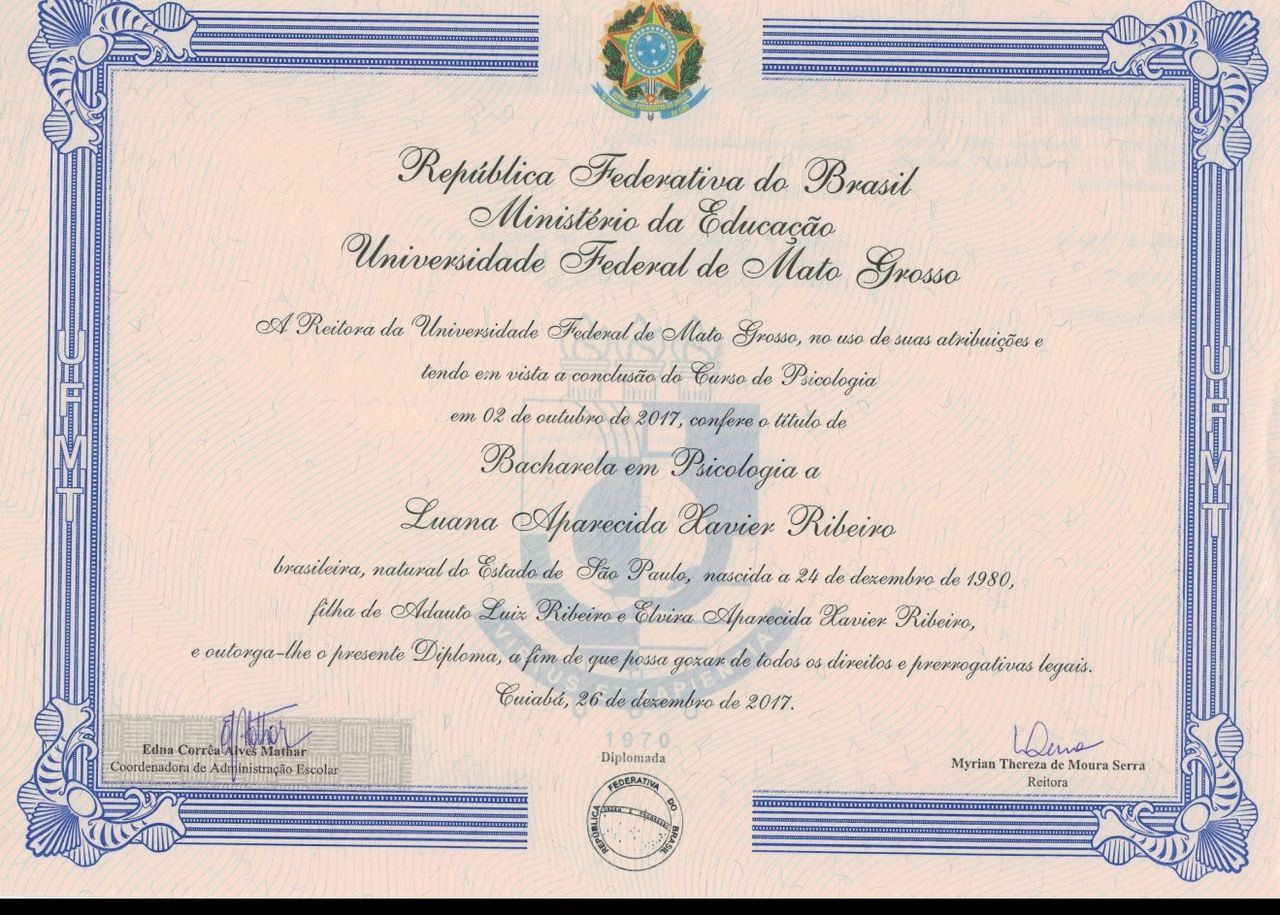 República Federativa do Brasil
Ministério da Educação
Universidade Federal de Mato Grosso
A Reitora da Universidade Federal de Mato Grosso, no uso de suas atribuições e
tendo em vista a conclusão do Curso de Psicologia
em 02 de outubro de 2017, confere o título de
Bacharela em Psicologia a
Luana Aparecida Xavier Ribeiro
brasileira, natural do Estado de São Paulo, nascida a 24 de dezembro de 1980,
filha de Adauto Luiz Ribeiro e Elvira Aparecida Xavier Ribeiro,
e outorga-lhe o presente Diploma, a fim de que possa gozar de todos os direitos e prerrogativas legais.
Cuiabá, 26 de dezembro de 2017.
UFMT
UFMT
1970
Edna Corrêa Alves Mathar
Coordenadora de Administração Escolar
Diplomada
Myrian Thereza de Moura Serra
Reitora
REPÚBLICA FEDERATIVA DO BRASIL